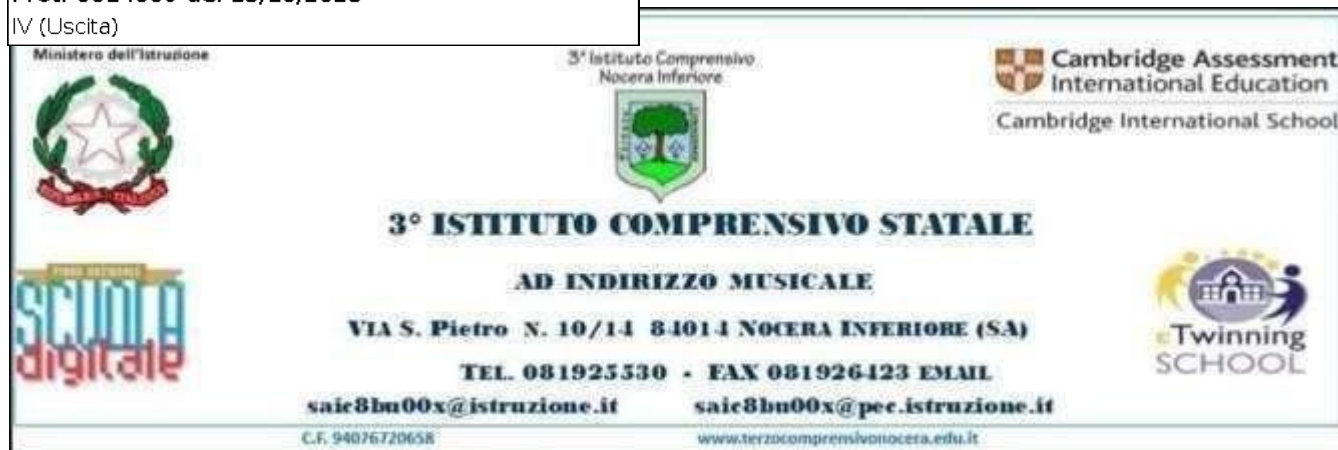 IV (Uscita)
Ministero dell'Istruzione
3° Istituto Comprensivo
Nocera Inferiore
Cambridge Assessment
International Education
Cambridge International School
3° ISTITUTO COMPRENSIVO STATALE
AD INDIRIZZO MUSICALE
VIA S. Pietro N. 10/14 84014 NOCERA INFERIORE (SA)
TEL. 081925330 - FAX 081926423 EMAIL
saic8bu00x@istruzione.it saic8bu00x@pec.istruzione.it
C.F. 94076720658 www.terzocomprensivonocera.edu.it
SCUOLA
digitale
eTwinning
SCHOOL